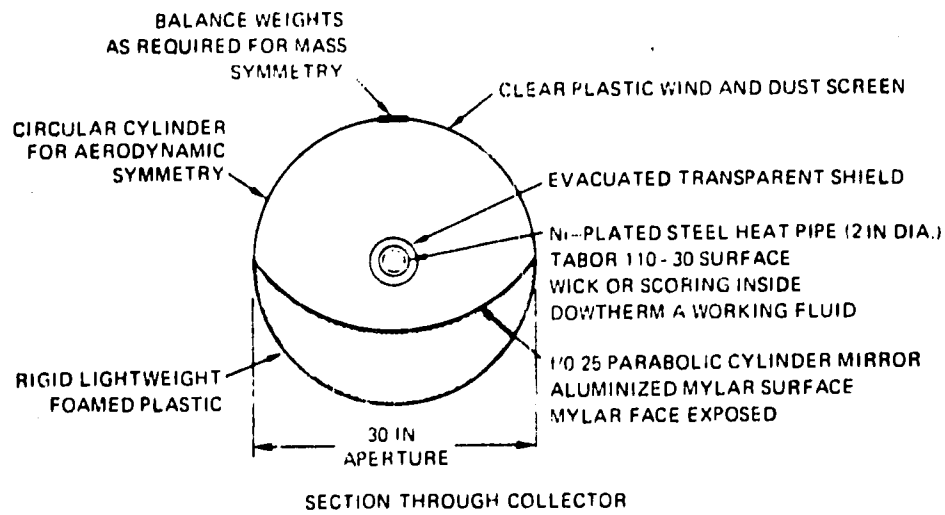 BALANCE WEIGHTS
AS REQUIRED FOR MASS
SYMMETRY
CLEAR PLASTIC WIND AND DUST SCREEN
CIRCULAR CYLINDER
FOR AERODYNAMIC
SYMMETRY
EVACUATED TRANSPARENT SHIELD
Ni-PLATED STEEL HEAT PIPE (2 IN DIA.)
TABOR 110-30 SURFACE
WICK OR SCORING INSIDE
DOWTHERM A WORKING FLUID
f/0.25 PARABOLIC CYLINDER MIRROR
ALUMINIZED MYLAR SURFACE
MYLAR FACE EXPOSED
RIGID LIGHTWEIGHT
FOAMED PLASTIC
30 IN
APERTURE
SECTION THROUGH COLLECTOR